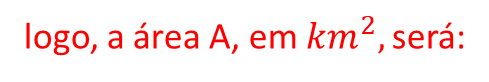 logo, a área A, em km², será: